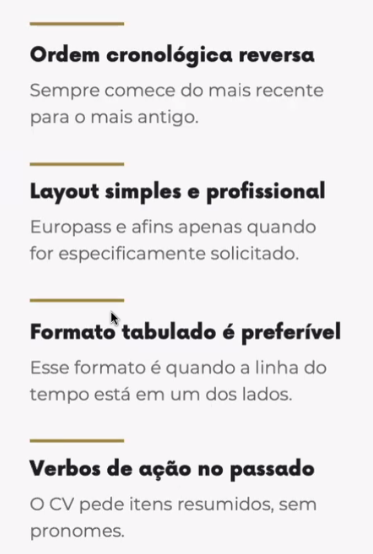 Ordem cronológica reversa
Sempre comece do mais recente
para o mais antigo.
Layout simples e profissional
Europass e afins apenas quando
for especificamente solicitado.
Formato tabulado é preferível
Esse formato é quando a linha do
tempo está em um dos lados.
Verbos de ação no passado
O CV pede itens resumidos, sem
pronomes.